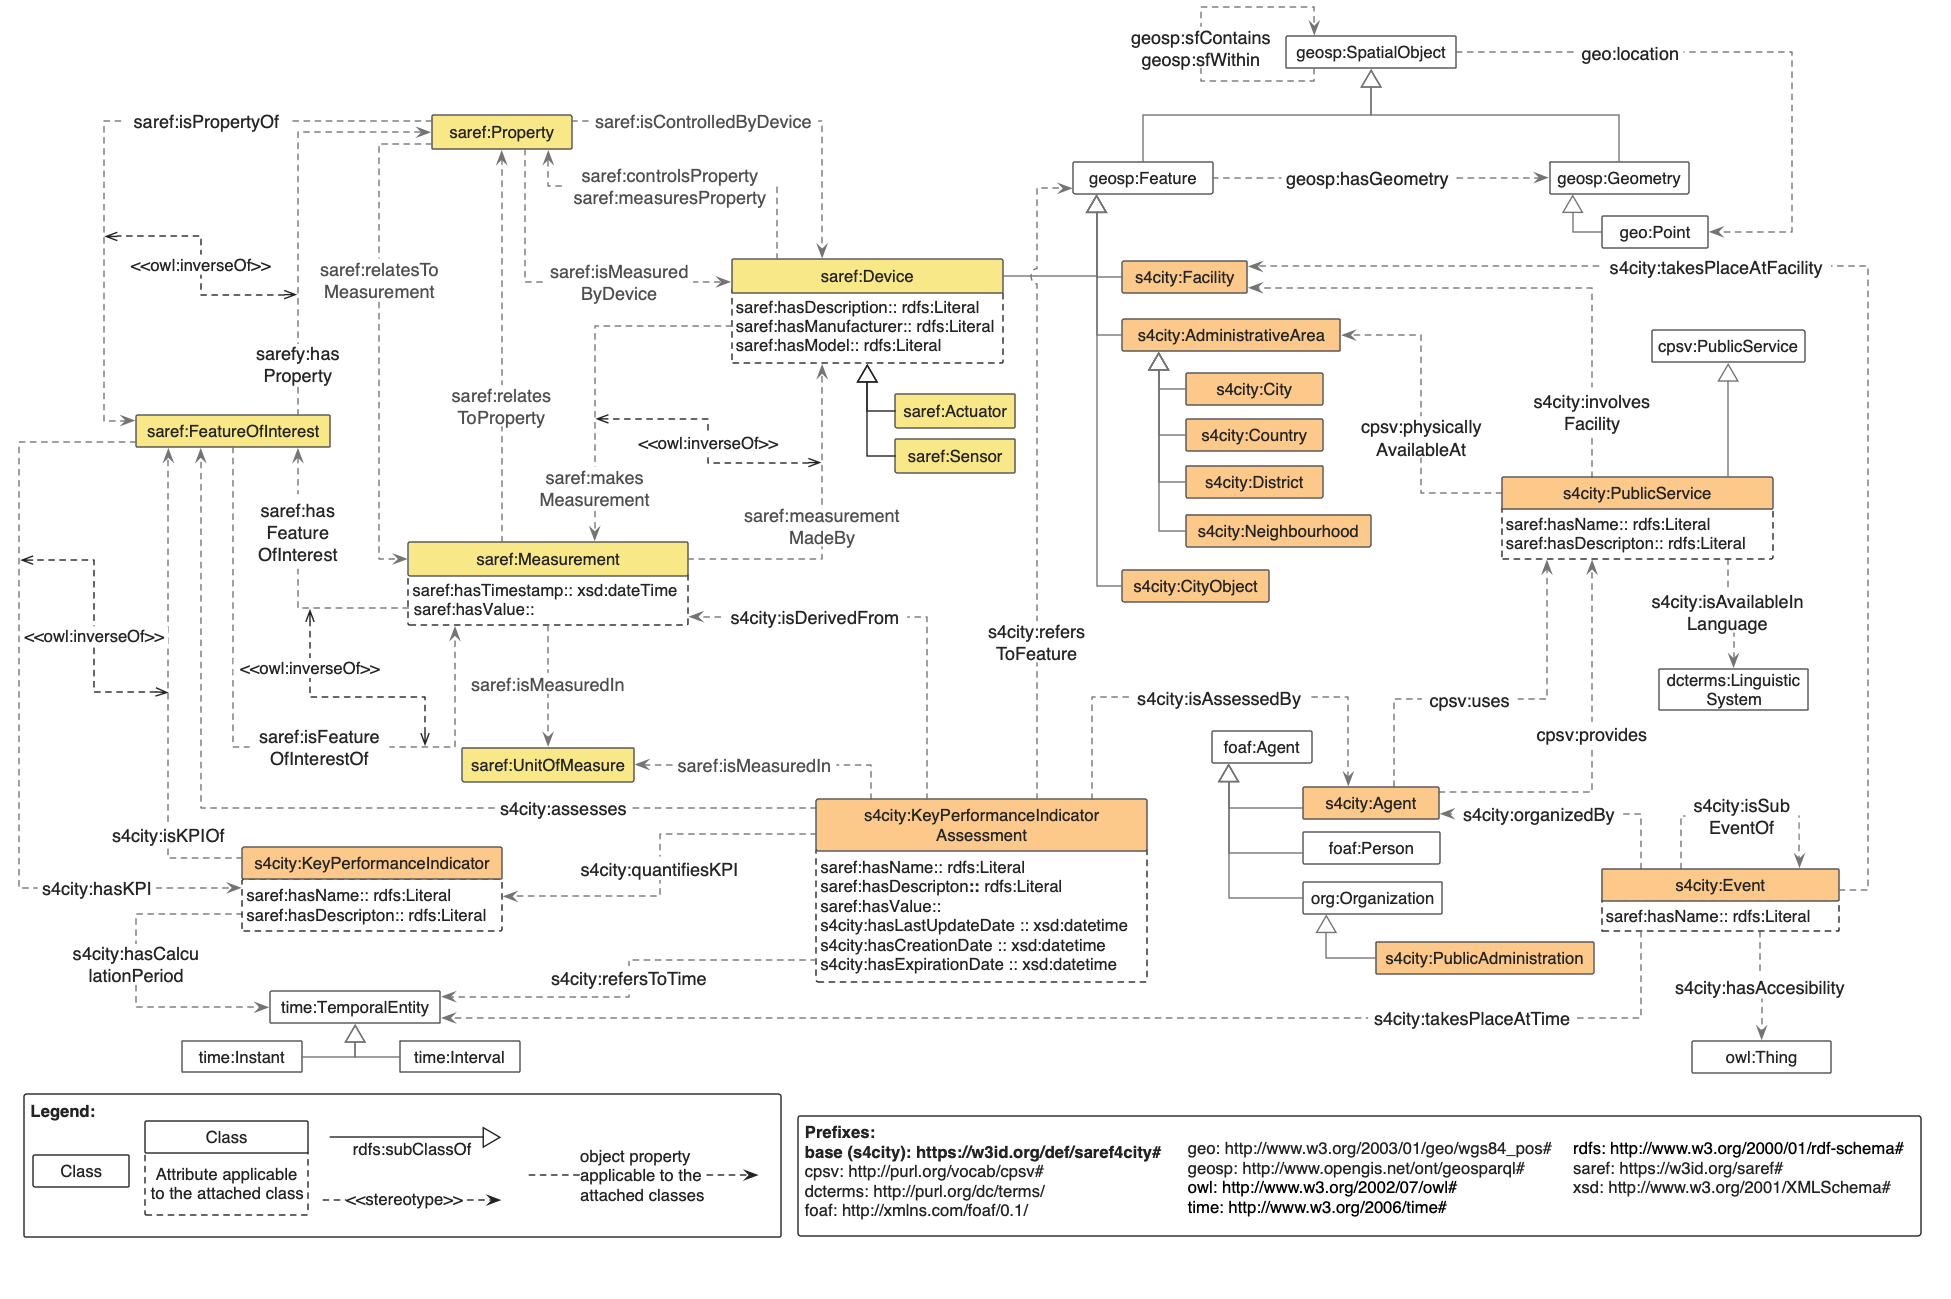 geosp:sfContains
geosp:sfWithin
geosp:SpatialObject
geo:location
saref:isPropertyOf
saref:Property
saref:isControlledByDevice
saref:controlsProperty
saref:measuresProperty
geosp:Feature
geosp:hasGeometry
geosp:Geometry
geo:Point
<<owl:inverseOf>>
saref:relatesTo
Measurement
saref:isMeasured
ByDevice
saref:Device
saref:hasDescription:: rdfs:Literal
saref:hasManufacturer:: rdfs:Literal
saref:hasModel:: rdfs:Literal
s4city:Facility
s4city:takesPlaceAtFacility
s4city:AdministrativeArea
cpsv:PublicService
sarefy:has
Property
saref:relates
ToProperty
saref:Actuator
saref:Sensor
s4city:City
s4city:Country
s4city:District
s4city:Neighbourhood
s4city:CityObject
cpsv:physically
AvailableAt
s4city:involves
Facility
saref:FeatureOfInterest
<<owl:inverseOf>>
saref:makes
Measurement
saref:measurement
MadeBy
saref:has
Feature
OfInterest
s4city:PublicService
saref:hasName:: rdfs:Literal
saref:hasDescripton:: rdfs:Literal
saref:Measurement
saref:hasTimestamp:: xsd:dateTime
saref:hasValue::
s4city:isDerivedFrom
s4city:refers
ToFeature
s4city:isAvailableIn
Language
dcterms:Linguistic
System
<<owl:inverseOf>>
<<owl:inverseOf>>
saref:isMeasuredIn
saref:isFeature
OfInterestOf
saref:UnitOfMeasure
saref:isMeasuredIn
s4city:isAssessedBy
cpsv:uses
cpsv:provides
foaf:Agent
s4city:Agent
foaf:Person
org:Organization
s4city:PublicAdministration
s4city:organizedBy
s4city:isSub
EventOf
s4city:Event
saref:hasName:: rdfs:Literal
s4city:assesses
s4city:isKPIOf
s4city:KeyPerformanceIndicator
saref:hasName:: rdfs:Literal
saref:hasDescripton:: rdfs:Literal
s4city:hasKPI
s4city:quantifiesKPI
s4city:KeyPerformanceIndicator
Assessment
saref:hasName:: rdfs:Literal
saref:hasDescripton:: rdfs:Literal
saref:hasValue::
s4city:hasLastUpdateDate :: xsd:datetime
s4city:hasCreationDate :: xsd:datetime
s4city:hasExpirationDate :: xsd:datetime
s4city:hasCalcu
lationPeriod
s4city:refersToTime
time:TemporalEntity
s4city:takesPlaceAtTime
s4city:hasAccesibility
owl:Thing
time:Instant
time:Interval
Legend:
Class
Class
Attribute applicable
to the attached class
rdfs:subClassOf
<<stereotype>>
object property
applicable to the
attached classes
Prefixes:
base (s4city): https://w3id.org/def/saref4city#
cpsv: http://purl.org/vocab/cpsv#
dcterms: http://purl.org/dc/terms/
foaf: http://xmlns.com/foaf/0.1/
geo: http://www.w3.org/2003/01/geo/wgs84_pos#
geosp: http://www.opengis.net/ont/geosparql#
owl: http://www.w3.org/2002/07/owl#
time: http://www.w3.org/2006/time#
rdfs: http://www.w3.org/2000/01/rdf-schema#
saref: https://w3id.org/saref#
xsd: http://www.w3.org/2001/XMLSchema#